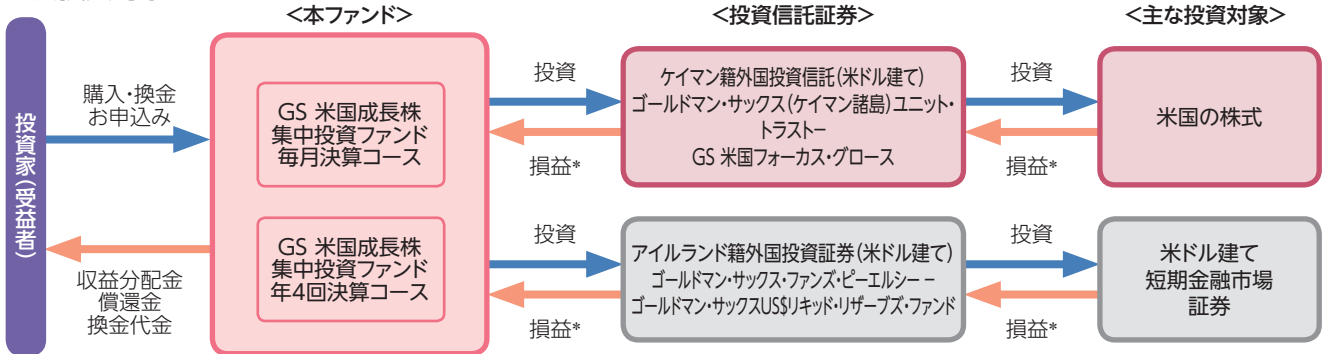 <本ファンド>
<投資信託証券>
<主な投資対象>
投資家(受益者)
購入・換金
お申込み
収益分配金
償還金
換金代金
GS 米国成長株
集中投資ファンド
毎月決算コース
GS 米国成長株
集中投資ファンド
年4回決算コース
投資
損益*
ケイマン籍外国投資信託(米ドル建て)
ゴールドマン・サックス(ケイマン諸島)ユニット・
トラストー
GS 米国フォーカス・グロース
投資
損益*
米国の株式
投資
損益*
アイルランド籍外国投資証券(米ドル建て)
ゴールドマン・サックス・ファンズ・ピーエルシー −
ゴールドマン・サックスUS$リキッド・リザーブズ・ファンド
投資
損益*
米ドル建て
短期金融市場
証券